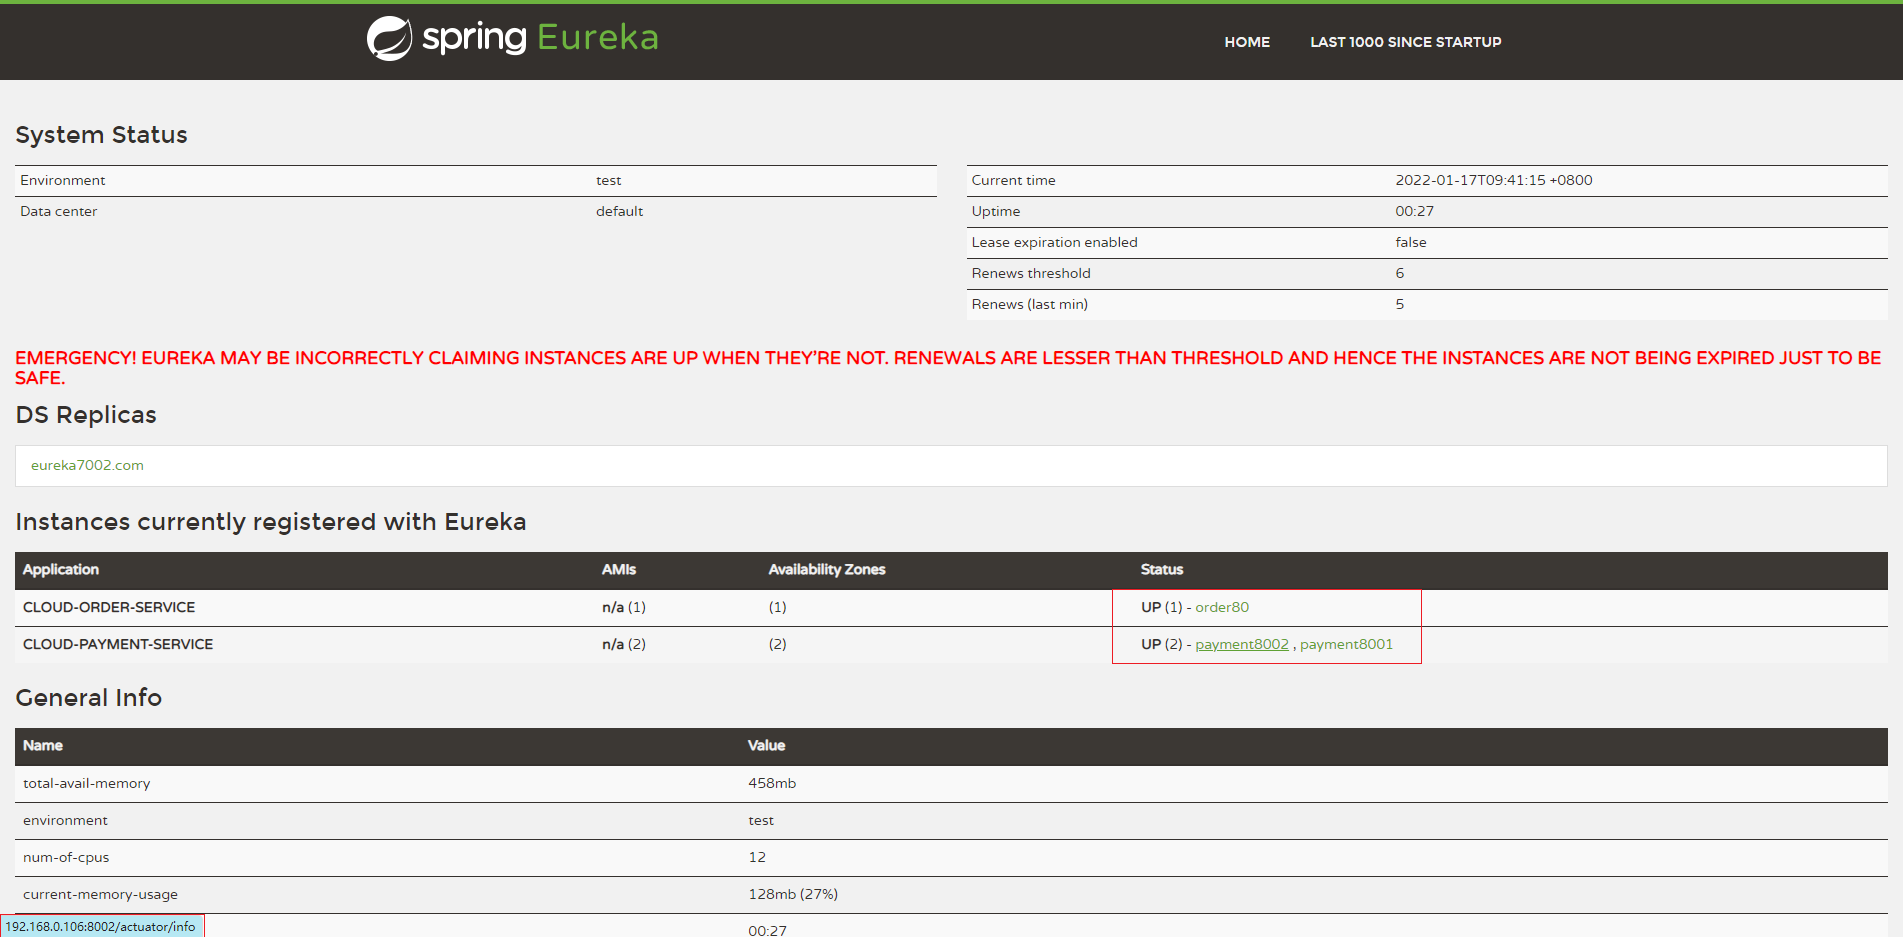 spring Eureka
HOME LAST 1000 SINCE STARTUP
System Status
Environment test
Data center default
Current time 2022-01-17T09:41:15 +0800
Uptime 00:27
Lease expiration enabled false
Renews threshold 6
Renews (last min) 5
EMERGENCY! EUREKA MAY BE INCORRECTLY CLAIMING INSTANCES ARE UP WHEN THEY'RE NOT. RENEWALS ARE LESSER THAN THRESHOLD AND HENCE THE INSTANCES ARE NOT BEING EXPIRED JUST TO BE
SAFE.
DS Replicas
eureka7002.com
Instances currently registered with Eureka
Application AMIs Availability Zones Status
CLOUD-ORDER-SERVICE n/a (1) (1) UP (1) - order80
CLOUD-PAYMENT-SERVICE n/a (2) (2) UP (2) - payment8002 , payment8001
General Info
Name Value
total-avail-memory 458mb
environment test
num-of-cpus 12
current-memory-usage 128mb (27%)
192.168.0.106:8002/actuator/info 00:27